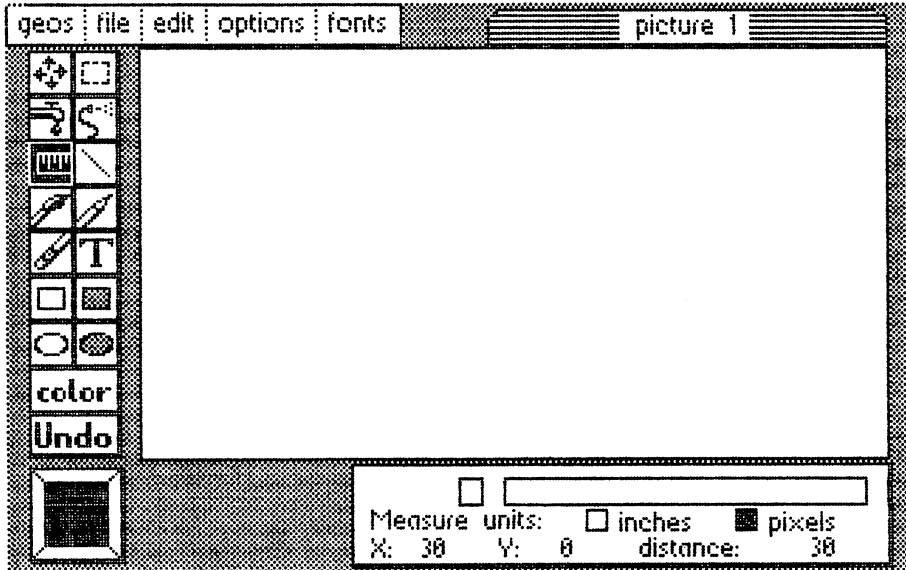 geos file edit options fonts picture 1
T
color
Undo
Measure units: inches pixels
X: 30 Y: 0 distance: 30